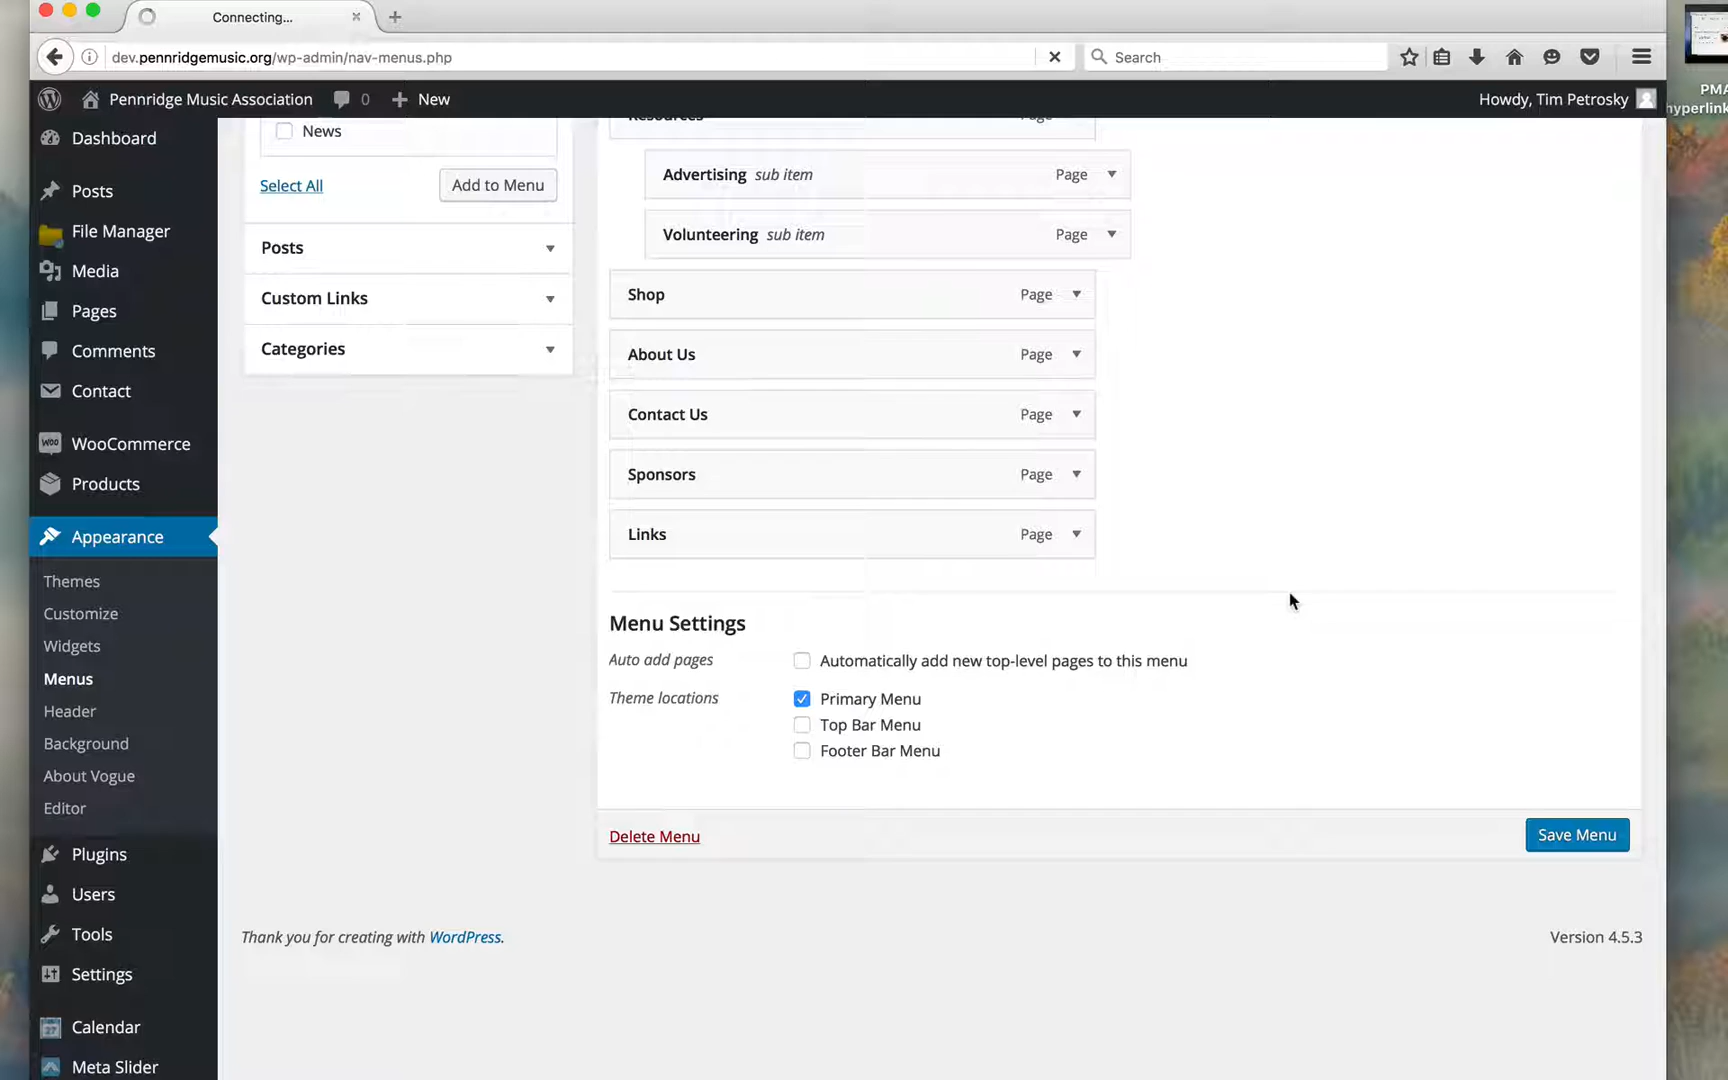 Connecting...
dev.pennridgemusic.org/wp-admin/nav-menus.php
Search
Pennridge Music Association 0 New
Howdy, Tim Petrosky
PMA
hyperlink
Dashboard
Posts
File Manager
Media
Pages
Comments
Contact
WooCommerce
Products
Appearance
Themes
Customize
Widgets
Menus
Header
Background
About Vogue
Editor
Plugins
Users
Tools
Settings
Calendar
Meta Slider
News
Select All
Add to Menu
Posts
Custom Links
Categories
Resources Page
Advertising sub item Page
Volunteering sub item Page
Shop Page
About Us Page
Contact Us Page
Sponsors Page
Links Page
Menu Settings
Auto add pages
Automatically add new top-level pages to this menu
Theme locations
Primary Menu
Top Bar Menu
Footer Bar Menu
Delete Menu
Save Menu
Thank you for creating with WordPress.
Version 4.5.3